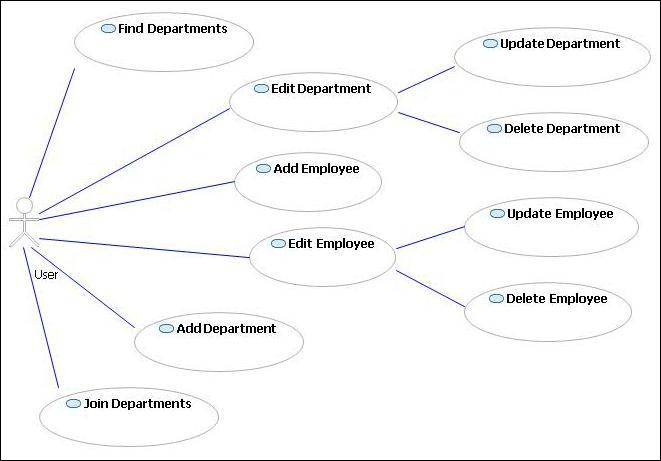 Find Departments
Update Department
Edit Department
Delete Department
Add Employee
Update Employee
Edit Employee
User
Delete Employee
Add Department
Join Departments